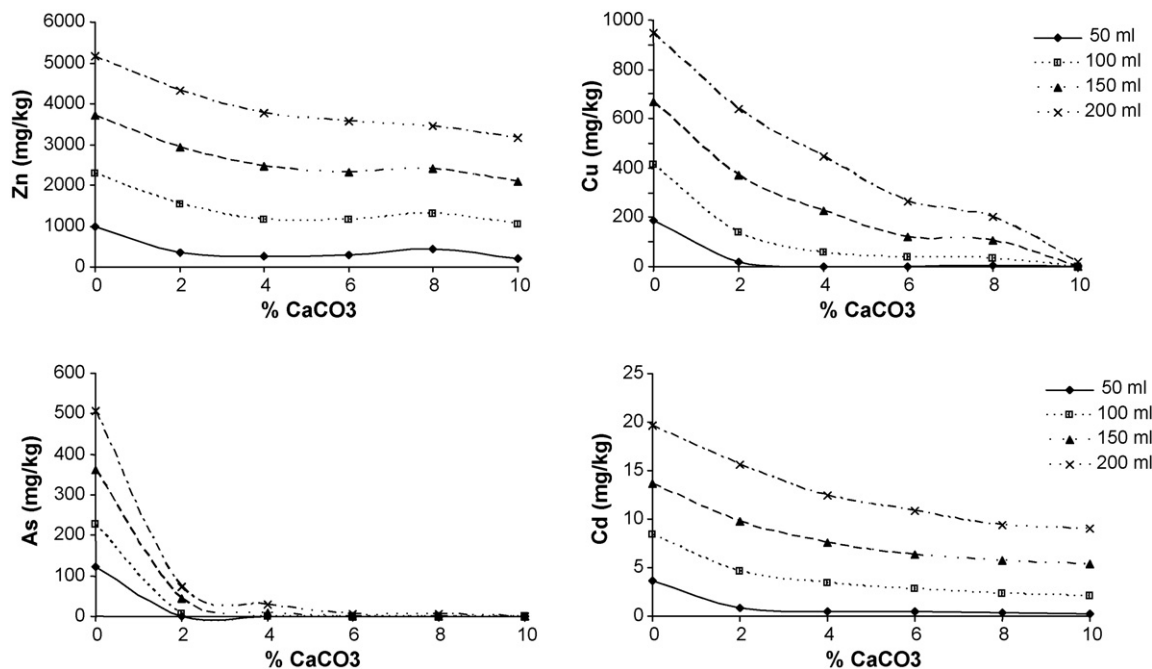 6000
5000
4000
3000
2000
1000
0
Zn (mg/kg)
0 2 4 6 8 10
% CaCO3
1000
800
600
400
200
0
Cu (mg/kg)
0 2 4 6 8 10
% CaCO3
50 ml
100 ml
150 ml
200 ml
600
500
400
300
200
100
0
As (mg/kg)
0 2 4 6 8 10
% CaCO3
25
20
15
10
5
0
Cd (mg/kg)
0 2 4 6 8 10
% CaCO3
50 ml
100 ml
150 ml
200 ml